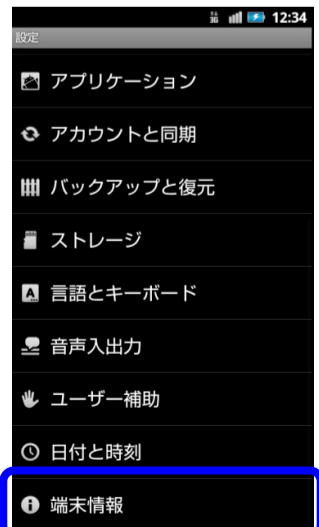 3G 12:34
設定
アプリケーション
アカウントと同期
バックアップと復元
ストレージ
A 言語とキーボード
音声入出力
ユーザー補助
日付と時刻
端末情報